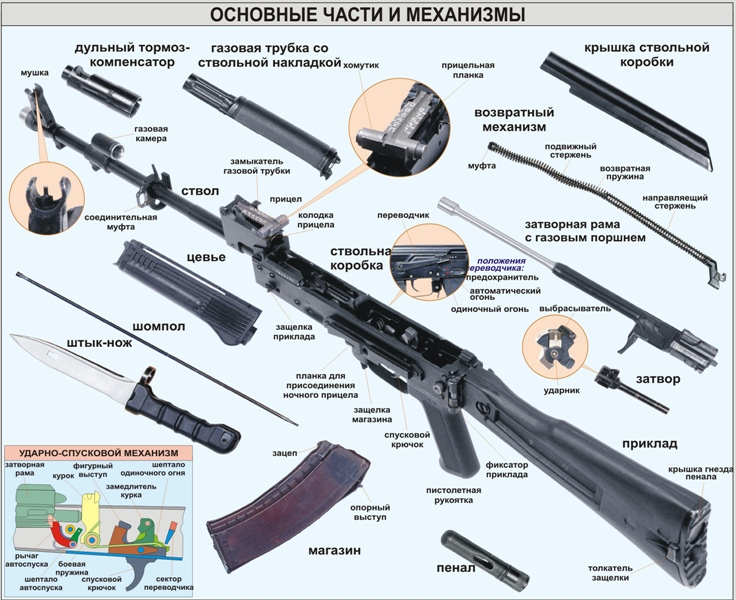 ОСНОВНЫЕ ЧАСТИ И МЕХАНИЗМЫ
дульный тормоз-
компенсатор
газовая трубка со
ствольной накладкой
хомутик
прицельная
планка
крышка ствольной
коробки
мушка
газовая
камера
возвратный
механизм
муфта
подвижный
стержень
возвратная
пружина
направляющий
стержень
замыкатель
газовой трубки
ствол
прицел
колодка
прицела
соединительная
муфта
переводчик
затворная рама
с газовым поршнем
цевье
ствольна
коробка
положения
ереводчика:
предохранитель
автоматический
огонь
одиночный огонь
выбрасыватель
шомпол
штык-нож
защелка
приклада
планка для
присоединения
ночного прицела
защелка
магазина
спусковой
крючок
ударник
затвор
приклад
крышка гнезда
пенала
фиксатор
приклада
пистолетная
рукоятка
зацеп
опорный
выступ
магазин
пенал
толкатель
защелки
УДАРНО-СПУСКОВОЙ МЕХАНИЗМ
затворная
рама
курок
фигурный
выступ
замедлитель
курка
шептало
одиночного огня
рычаг
автоспуска
шептало
автоспуска
боевая
пружина
спусковой
крючок
сектор
переводчика